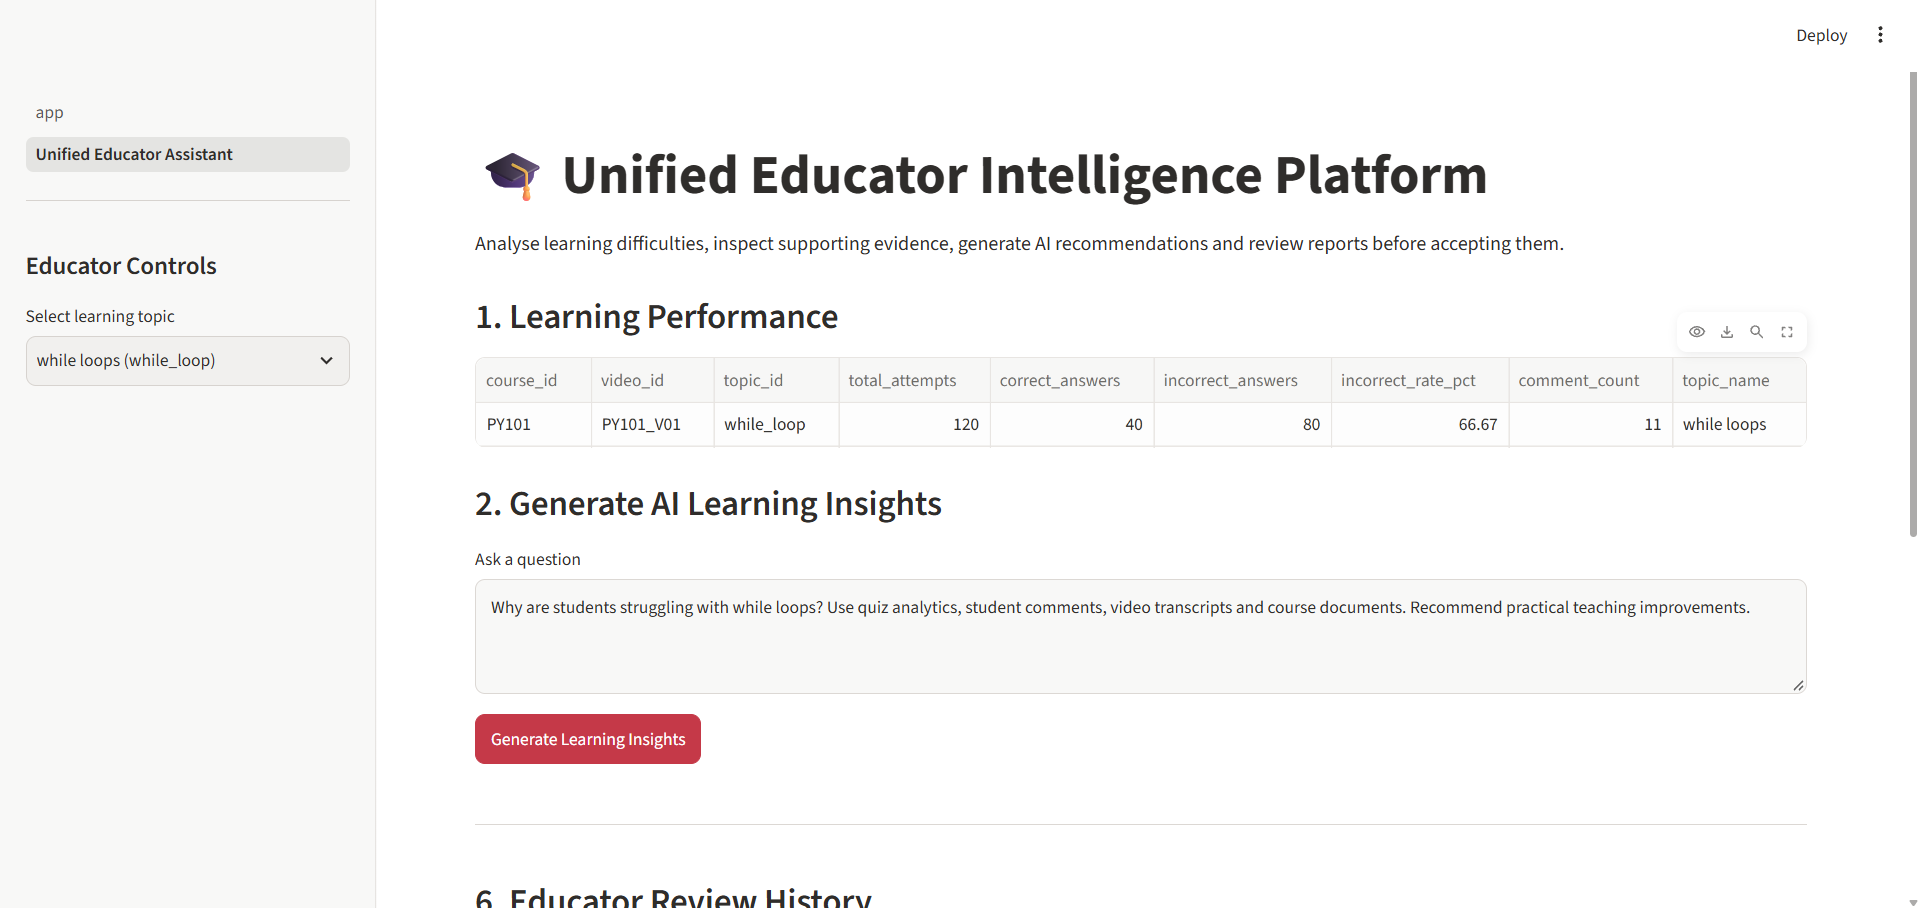 Deploy
app
Unified Educator Assistant
Educator Controls
Select learning topic
while loops (while_loop)
Unified Educator Intelligence Platform
Analyse learning difficulties, inspect supporting evidence, generate AI recommendations and review reports before accepting them.
1. Learning Performance
course_id video_id topic_id total_attempts correct_answers incorrect_answers incorrect_rate_pct comment_count topic_name
PY101 PY101_V01 while_loop 120 40 80 66.67 11 while loops
2. Generate AI Learning Insights
Ask a question
Why are students struggling with while loops? Use quiz analytics, student comments, video transcripts and course documents. Recommend practical teaching improvements.
Generate Learning Insights
6. Educator Review History